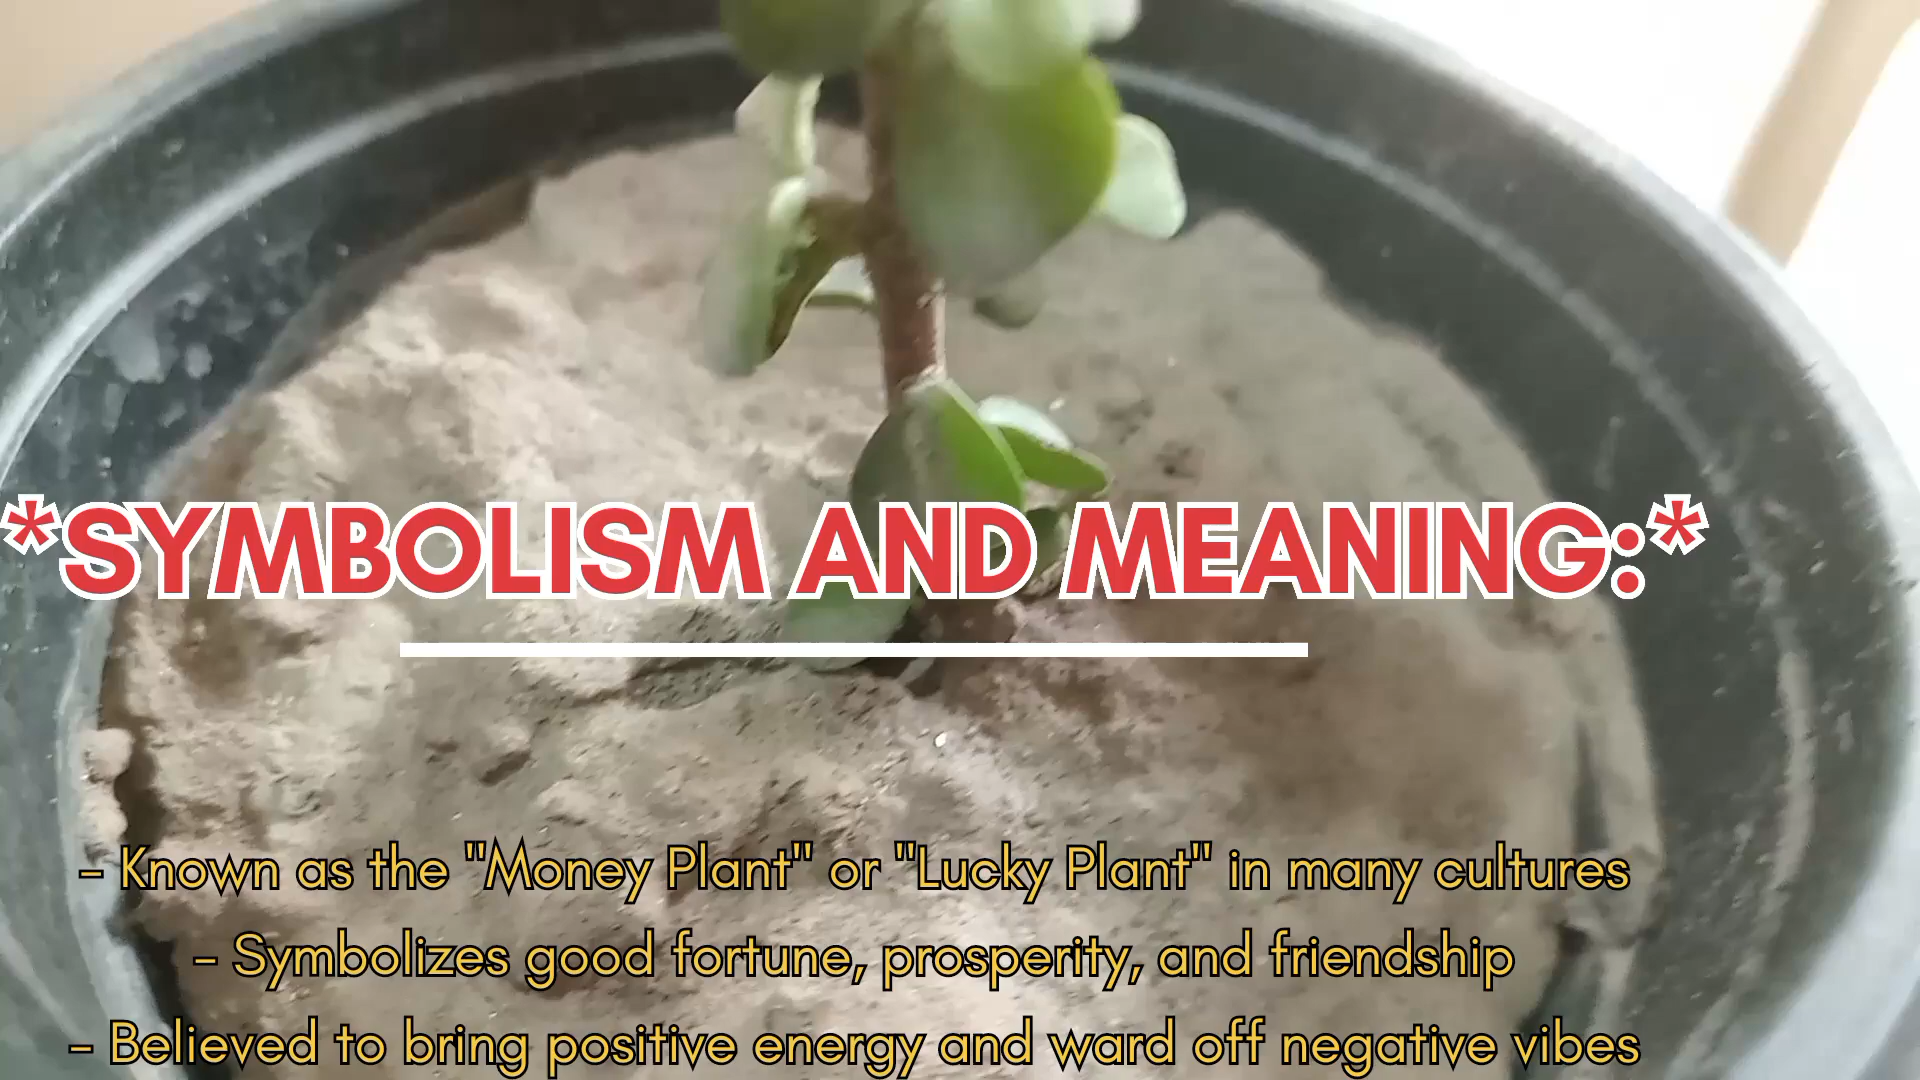 *SYMBOLISM AND MEANING:*
- Known as the "Money Plant" or "Lucky Plant" in many cultures
- Symbolizes good fortune, prosperity, and friendship
- Believed to bring positive energy and ward off negative vibes